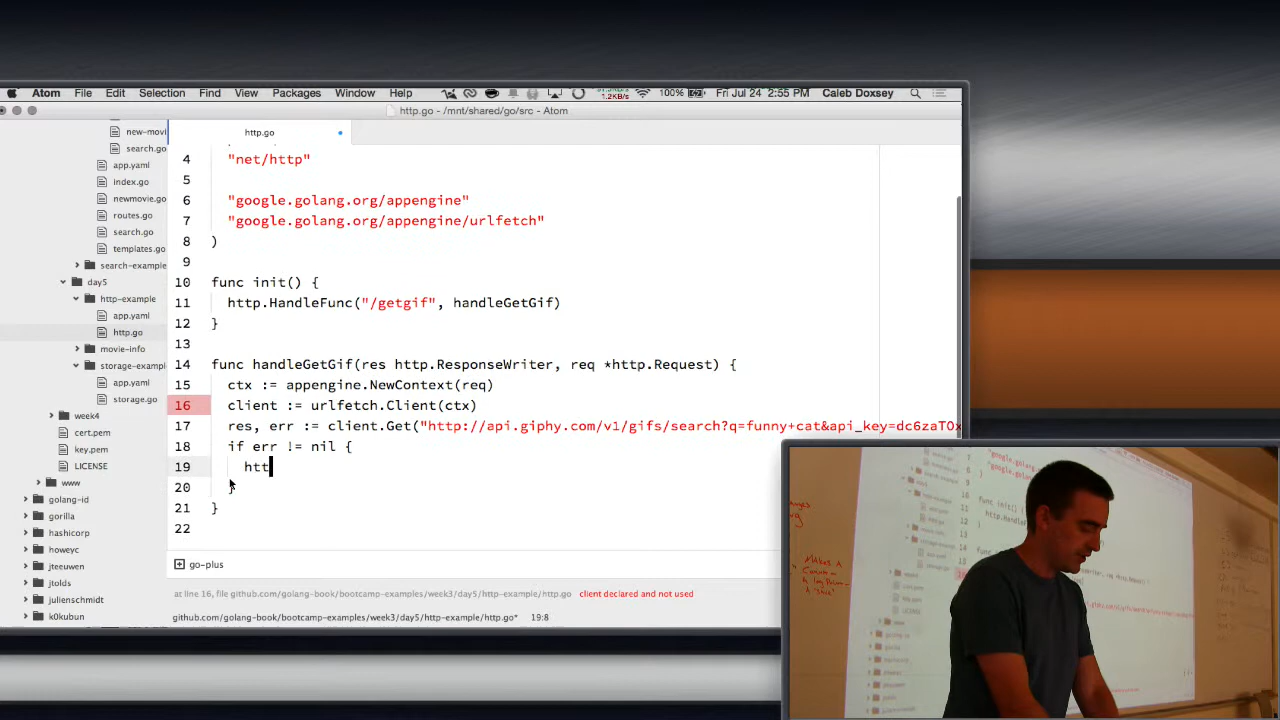 Atom File Edit Selection Find View Packages Window Help 1.2KB/s 100% Fri Jul 24 2:55 PM Caleb Doxsey
http.go - /mnt/shared/go/src - Atom
new-movi
search.go
app.yaml
index.go
newmovie.go
routes.go
search.go
templates.go
search-example
day5
http-example
app.yaml
http.go
movie-info
storage-exampl
app.yaml
storage.go
week4
cert.pem
key.pem
LICENSE
www
golang-id
gorilla
hashicorp
howeyc
jteeuwen
jtolds
julienschmidt
k0kubun
http.go
4 "net/http"
5
6 "google.golang.org/appengine"
7 "google.golang.org/appengine/urlfetch"
8 )
9
10 func init() {
11 http.HandleFunc("/getgif", handleGetGif)
12 }
13
14 func handleGetGif(res http.ResponseWriter, req *http.Request) {
15 ctx := appengine.NewContext(req)
16 client := urlfetch.Client(ctx)
17 res, err := client.Get("http://api.giphy.com/v1/gifs/search?q=funny+cat&api_key=dc6zaTOx
18 if err != nil {
19 htt
20 }
21 }
22
go-plus
at line 16, file github.com/golang-book/bootcamp-examples/week3/day5/http-example/http.go client declared and not used
github.com/golang-book/bootcamp-examples/week3/day5/http-example/http.go* 19:8
MAKES A